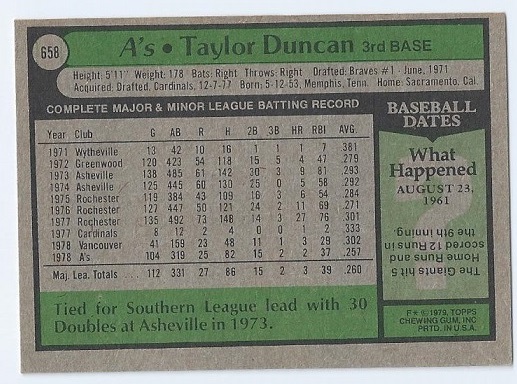 658
A's • Taylor Duncan 3rd BASE
Height: 5'11" Weight: 178 Bats: Right Throws: Right Drafted: Braves #1 - June, 1971
Acquired: Drafted, Cardinals, 12-7-77 Born: 5-12-53, Memphis, Tenn. Home: Sacramento, Cal.
COMPLETE MAJOR & MINOR LEAGUE BATTING RECORD
Year Club G AB R H 2B 3B HR RBI AVG.
1971 Wytheville 13 42 10 16 1 1 1 7 .381
1972 Greenwood 120 423 54 118 15 5 4 47 .279
1973 Asheville 138 485 61 142 30 3 9 81 .293
1974 Asheville 125 445 60 130 25 0 5 58 .292
1975 Rochester 119 384 43 109 16 3 6 54 .284
1976 Rochester 127 447 50 121 24 2 11 69 .271
1977 Rochester 135 492 73 148 14 3 27 76 .301
1977 Cardinals 8 12 2 4 0 0 1 2 .333
1978 Vancouver 41 159 23 48 11 1 3 29 .302
1978 A's 104 319 25 82 15 2 2 37 .257
Maj. Lea. Totals ... 112 331 27 86 15 2 3 39 .260
Tied for Southern League lead with 30
Doubles at Asheville in 1973.
BASEBALL
DATES
What
Happened
AUGUST 23,
1961
?
The Giants hit 5
Home Runs and
scored 12 Runs in
the 9th inning.
F* © 1979, TOPPS
CHEWING GUM, INC
PRTD. IN U.S.A.